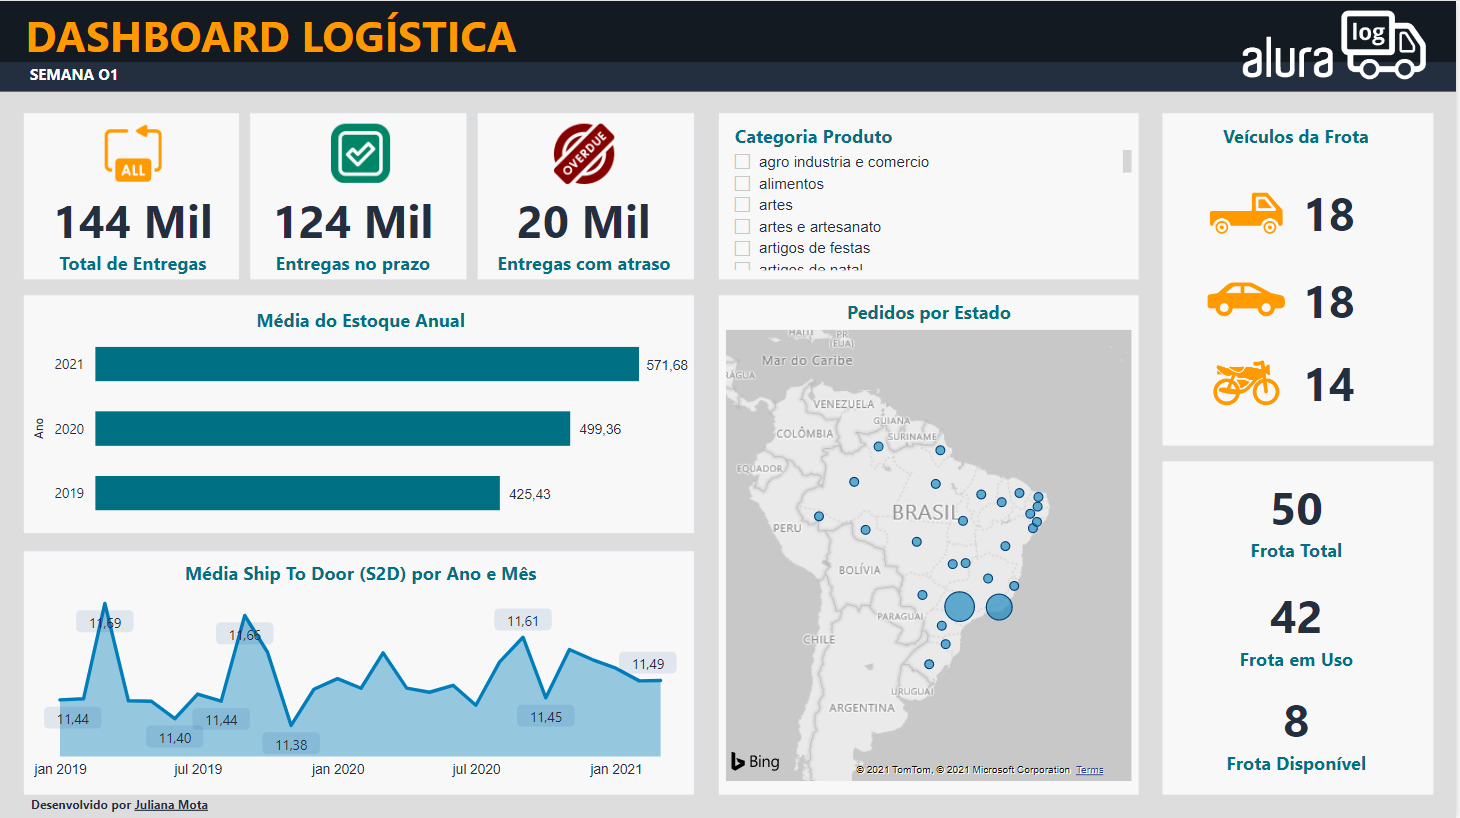 DASHBOARD LOGÍSTICA
SEMANA O1
alura log
ALL
144 Mil
Total de Entregas
124 Mil
Entregas no prazo
OVERDUE
20 Mil
Entregas com atraso
Categoria Produto
agro industria e comercio
alimentos
artes
artes e artesanato
artigos de festas
artigos de natal
Veículos da Frota
18
18
14
Média do Estoque Anual
Ano
2021
571,68
2020
499,36
2019
425,43
Pedidos por Estado
HAITI
PR
(EUA)
Mar do Caribe
RÁGUA
VENEZUELA
GUIANA
SURINAME
COLÔMBIA
EQUADOR
BRASIL
PERU
BOLÍVIA
PARAGUAI
CHILE
URUGUAI
ARGENTINA
Bing
© 2021 TomTom, © 2021 Microsoft Corporation Terms
50
Frota Total
42
Frota em Uso
8
Frota Disponível
Média Ship To Door (S2D) por Ano e Mês
11,69
11,66
11,61
11,49
11,44
11,40
11,44
11,38
11,45
jan 2019
jul 2019
jan 2020
jul 2020
jan 2021
Desenvolvido por Juliana Mota